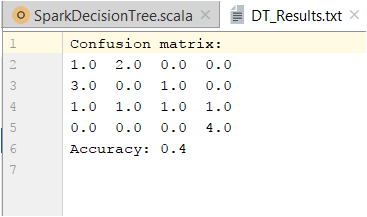 SparkDecisionTree.scala DT_Results.txt
1 Confusion matrix:
2 1.0 2.0 0.0 0.0
3 3.0 0.0 1.0 0.0
4 1.0 1.0 1.0 1.0
5 0.0 0.0 0.0 4.0
6 Accuracy: 0.4
7